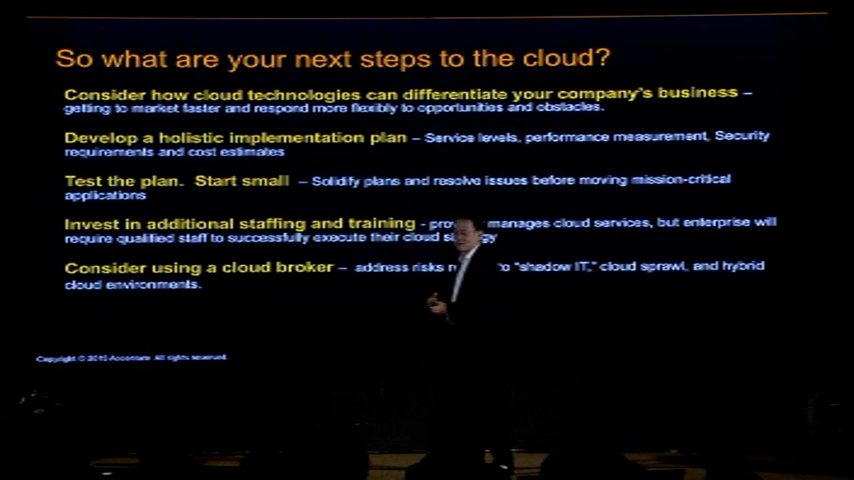 So what are your next steps to the cloud?
Consider how cloud technologies can differentiate your company's business –
getting to market faster and respond more flexibly to opportunities and obstacles.
Develop a holistic implementation plan – Service levels, performance measurement, Security
requirements and cost estimates
Test the plan. Start small – Solidify plans and resolve issues before moving mission-critical
applications
Invest in additional staffing and training - manages cloud services, but enterprise will
require qualified staff to successfully execute their cloud
Consider using a cloud broker – address risks to "shadow IT," cloud sprawl, and hybrid
cloud environments.
Copyright © Accenture All rights reserved.